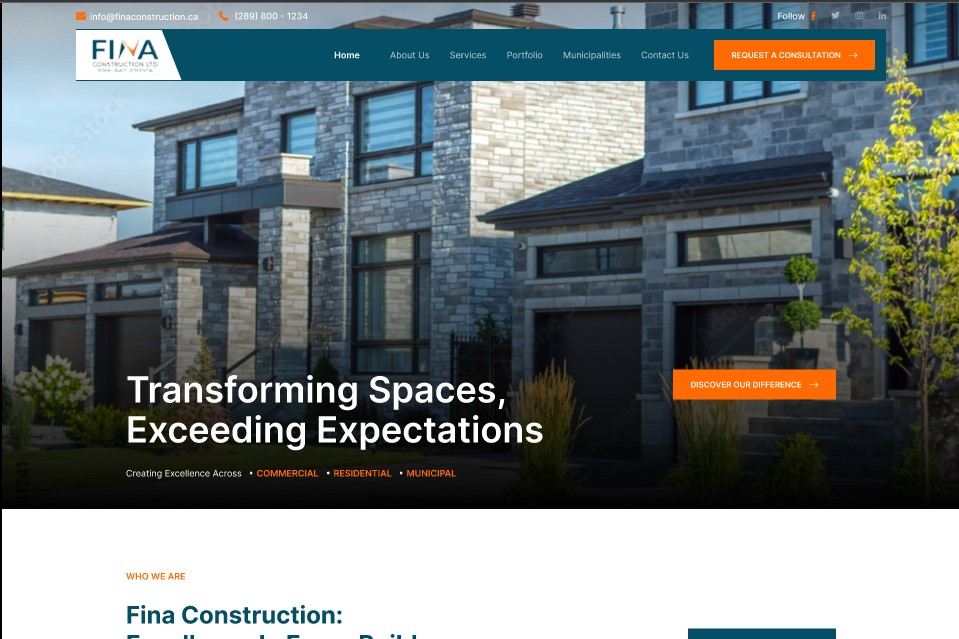 info@finaconstruction.ca
(289) 800 - 1234
Follow
FINA
CONSTRUCTION LTD
Home
About Us
Services
Portfolio
Municipalities
Contact Us
REQUEST A CONSULTATION
Transforming Spaces,
Exceeding Expectations
DISCOVER OUR DIFFERENCE
Creating Excellence Across • COMMERCIAL • RESIDENTIAL • MUNICIPAL
WHO WE ARE
Fina Construction: